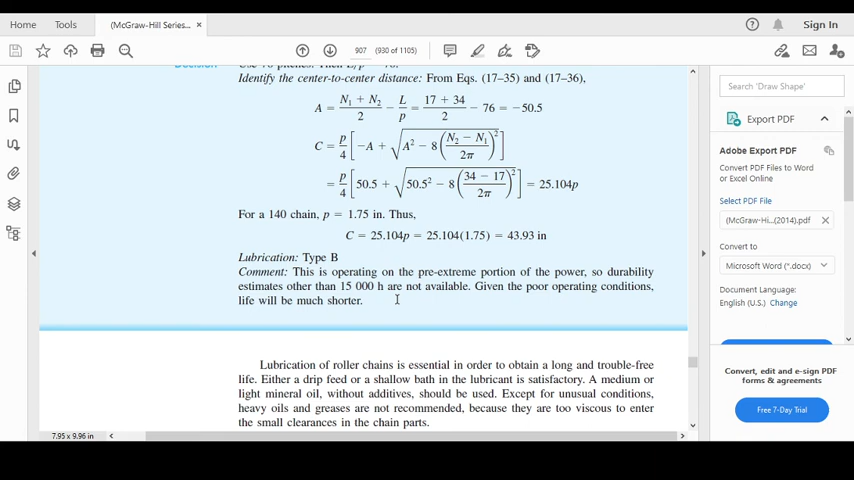 Home
Tools
(McGraw-Hill Series...
×
Sign In
907 (930 of 1105)
Identify the center-to-center distance: From Eqs. (17–35) and (17–36),
A = (N1 + N2)/2 − L/p = (17 + 34)/2 − 76 = −50.5
C = p/4 [−A + √(A² − 8((N2 − N1)/2π)²)]
= p/4 [50.5 + √(50.5² − 8((34 − 17)/2π)²)] = 25.104p
For a 140 chain, p = 1.75 in. Thus,
C = 25.104p = 25.104(1.75) = 43.93 in
Lubrication: Type B
Comment: This is operating on the pre-extreme portion of the power, so durability
estimates other than 15 000 h are not available. Given the poor operating conditions,
life will be much shorter.
Lubrication of roller chains is essential in order to obtain a long and trouble-free
life. Either a drip feed or a shallow bath in the lubricant is satisfactory. A medium or
light mineral oil, without additives, should be used. Except for unusual conditions,
heavy oils and greases are not recommended, because they are too viscous to enter
the small clearances in the chain parts.
7.95 x 9.96 in
Search 'Draw Shape'
Export PDF
Adobe Export PDF
Convert PDF Files to Word
or Excel Online
Select PDF File
(McGraw-Hi...(2014).pdf ×
Convert to
Microsoft Word (*.docx)
Document Language:
English (U.S.) Change
Convert, edit and e-sign PDF
forms & agreements
Free 7-Day Trial